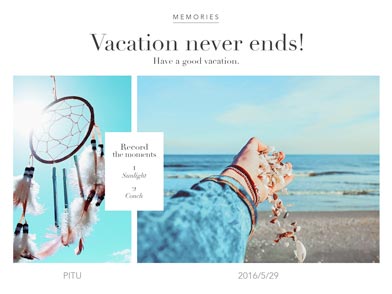 MEMORIES
Vacation never ends!
Have a good vacation.
Record
the moments
1
Sunlight
2
Conch
PITU
2016/5/29